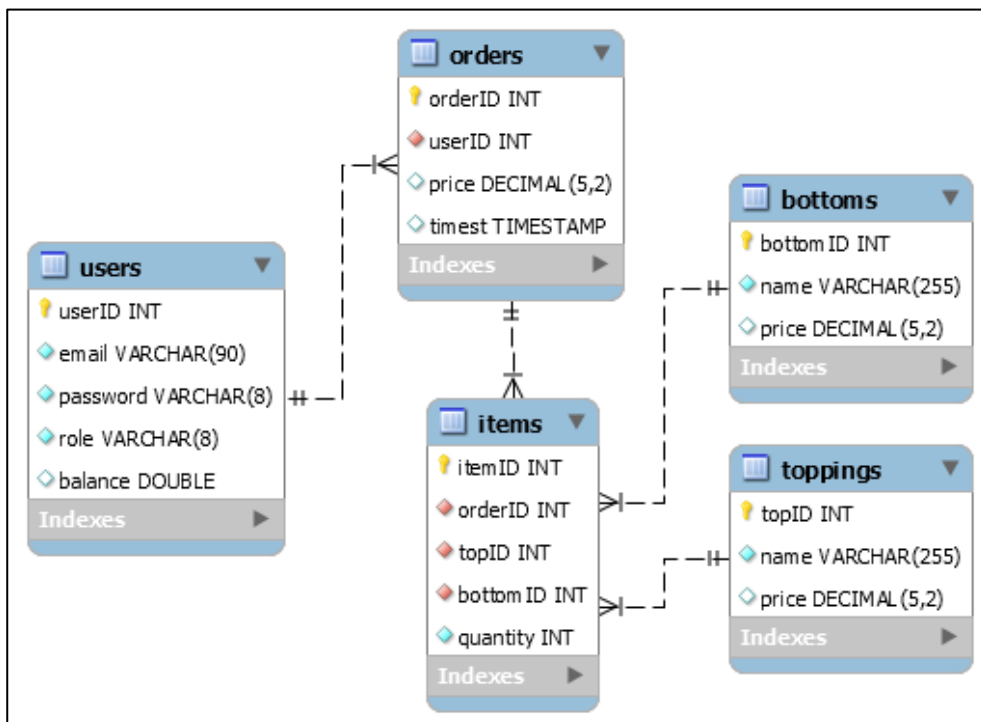 orders
orderID INT
userID INT
price DECIMAL(5,2)
timest TIMESTAMP
Indexes
users
userID INT
email VARCHAR(90)
password VARCHAR(8)
role VARCHAR(8)
balance DOUBLE
Indexes
items
itemID INT
orderID INT
topID INT
bottomID INT
quantity INT
Indexes
bottoms
bottomID INT
name VARCHAR(255)
price DECIMAL(5,2)
Indexes
toppings
topID INT
name VARCHAR(255)
price DECIMAL(5,2)
Indexes